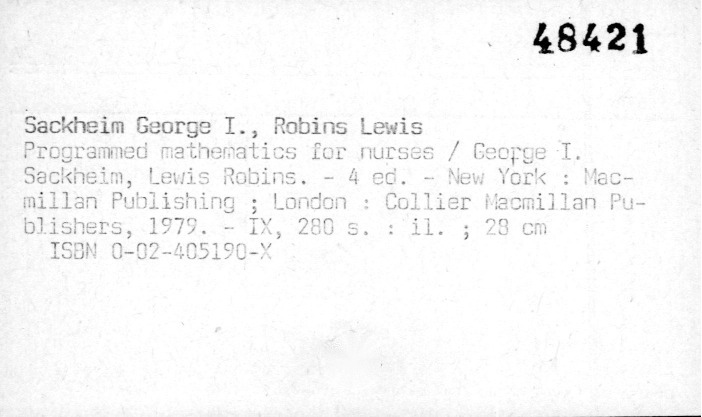 48421
Sackheim George I., Robins Lewis
Programmed mathematics for nurses / George I.
Sackheim, Lewis Robins. - 4 ed. - New York : Mac-
millan Publishing ; London : Collier Macmillan Pu-
blishers, 1979. - IX, 280 s. : il. ; 28 cm
ISBN 0-02-405190-X